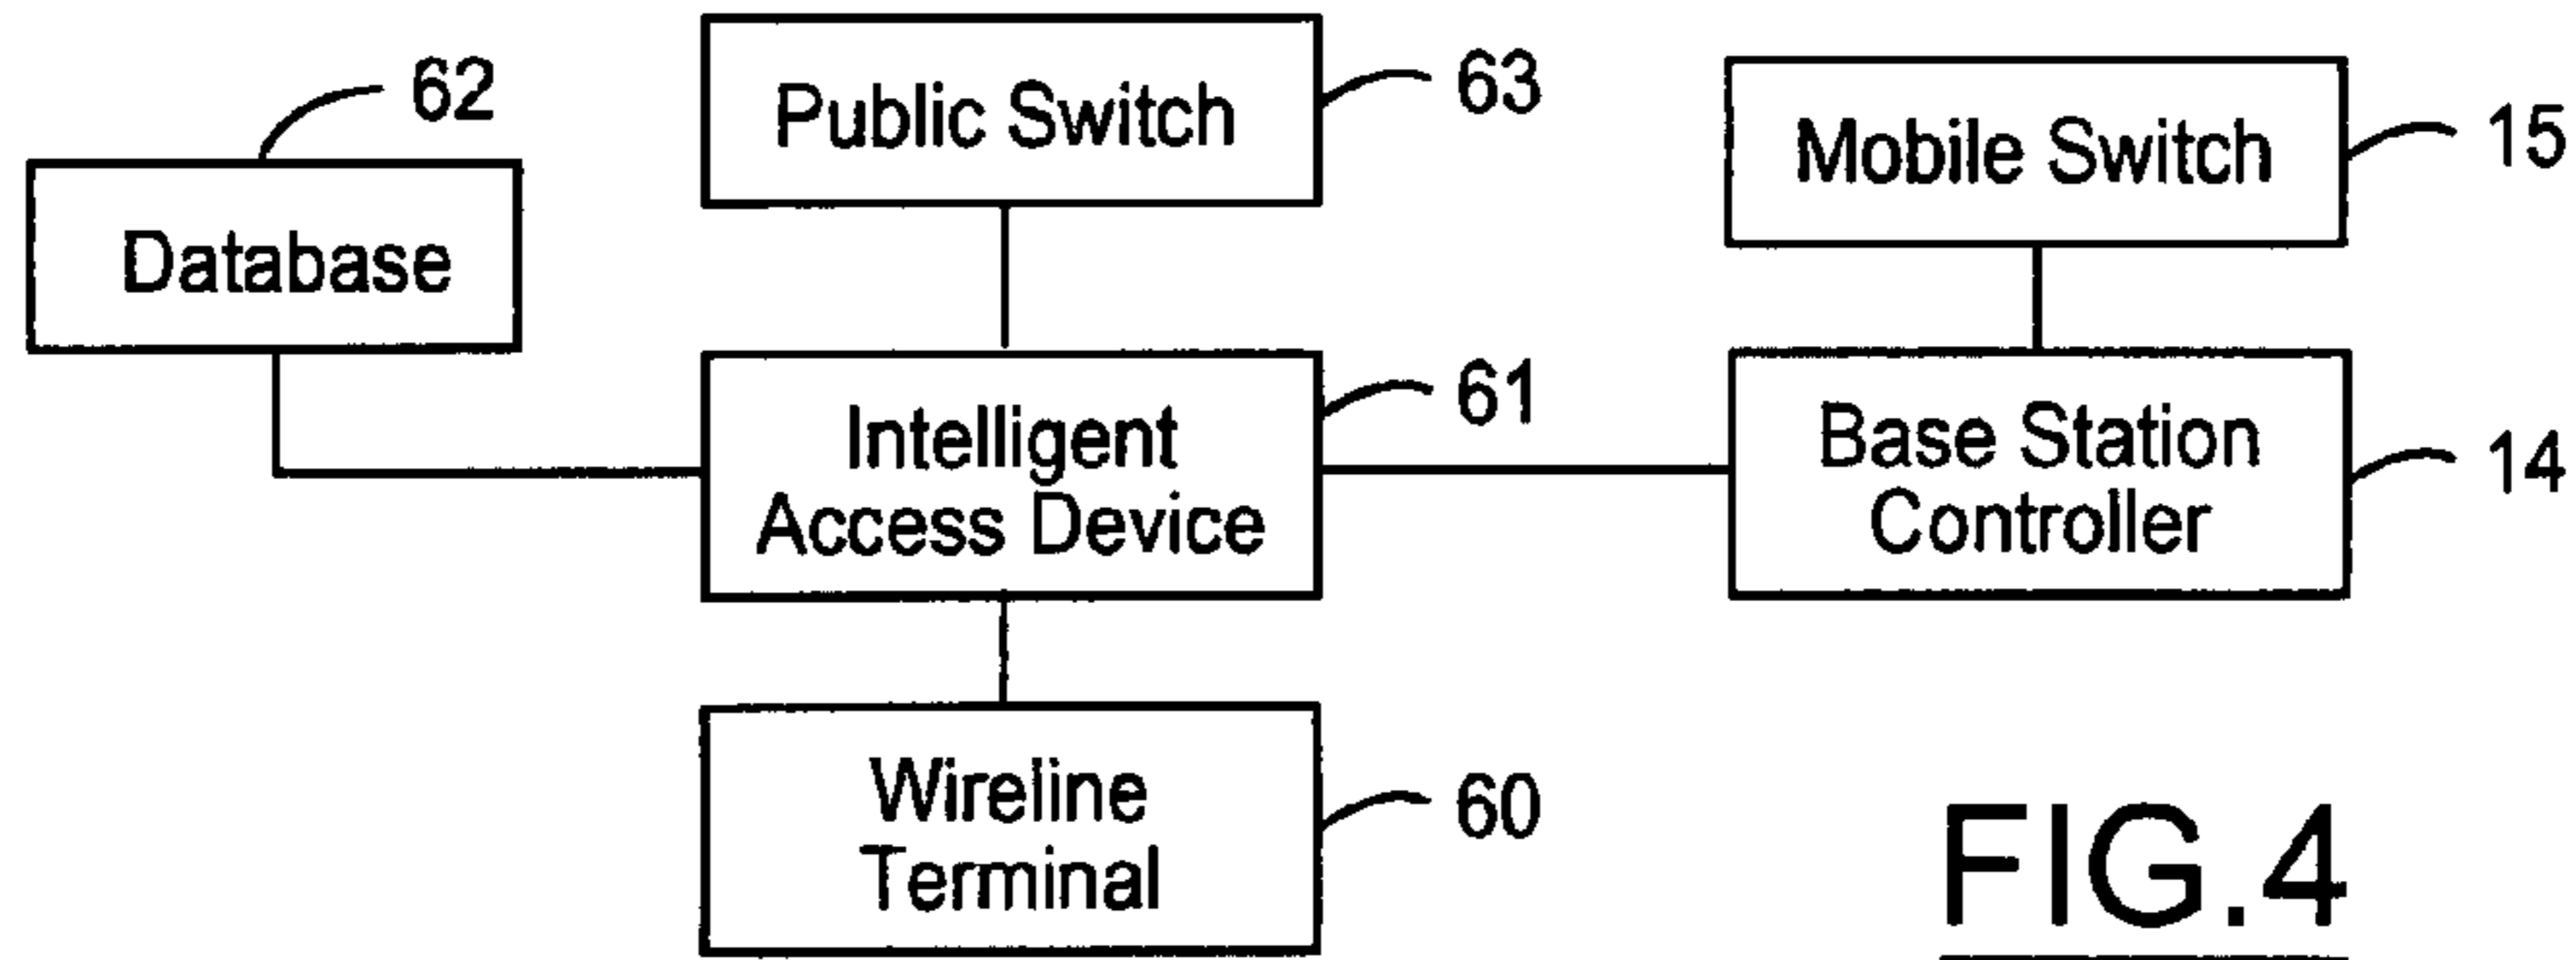 62
Database
Public Switch
63
Mobile Switch
15
Intelligent
Access Device
61
Base Station
Controller
14
Wireline
Terminal
60
FIG.4